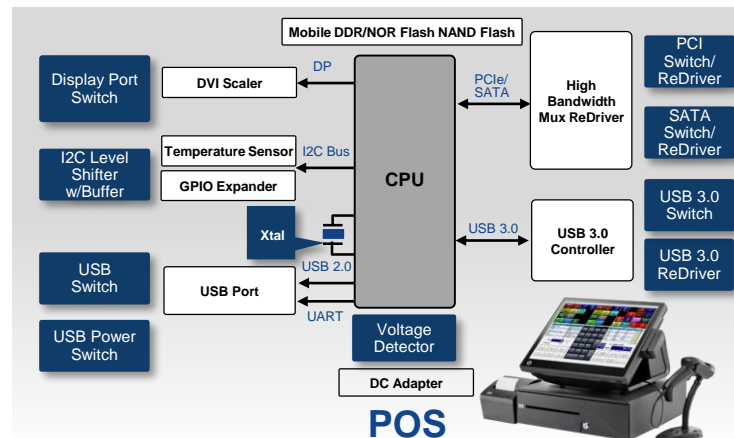 Mobile DDR/NOR Flash NAND Flash
Display Port
Switch
DVI Scaler
DP
I2C Level
Shifter
w/Buffer
Temperature Sensor
GPIO Expander
I2C Bus
Xtal
USB
Switch
USB Power
Switch
USB Port
USB 2.0
UART
CPU
Voltage
Detector
DC Adapter
POS
PCIe/
SATA
High
Bandwidth
Mux ReDriver
PCI
Switch/
ReDriver
SATA
Switch/
ReDriver
USB 3.0
USB 3.0
Controller
USB 3.0
Switch
USB 3.0
ReDriver